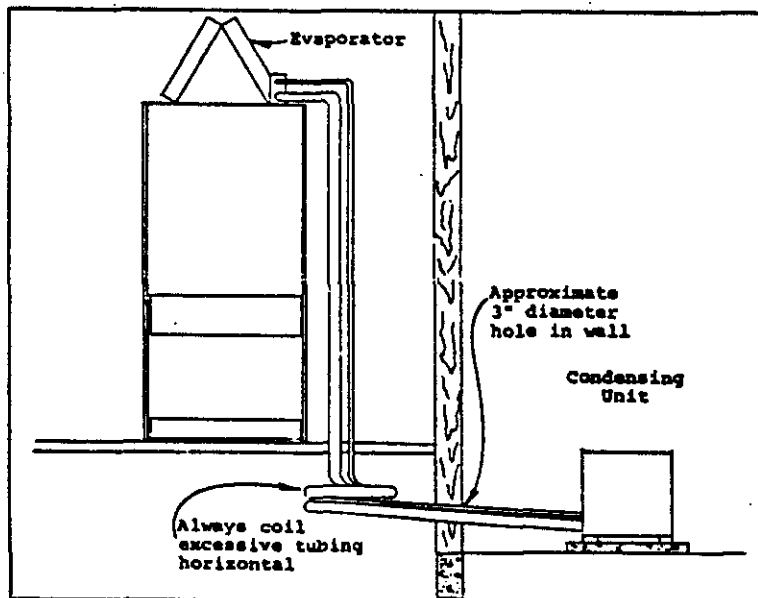 Evaporator
Approximate
3" diameter
hole in wall
Condensing
Unit
Always coil
excessive tubing
horizontal